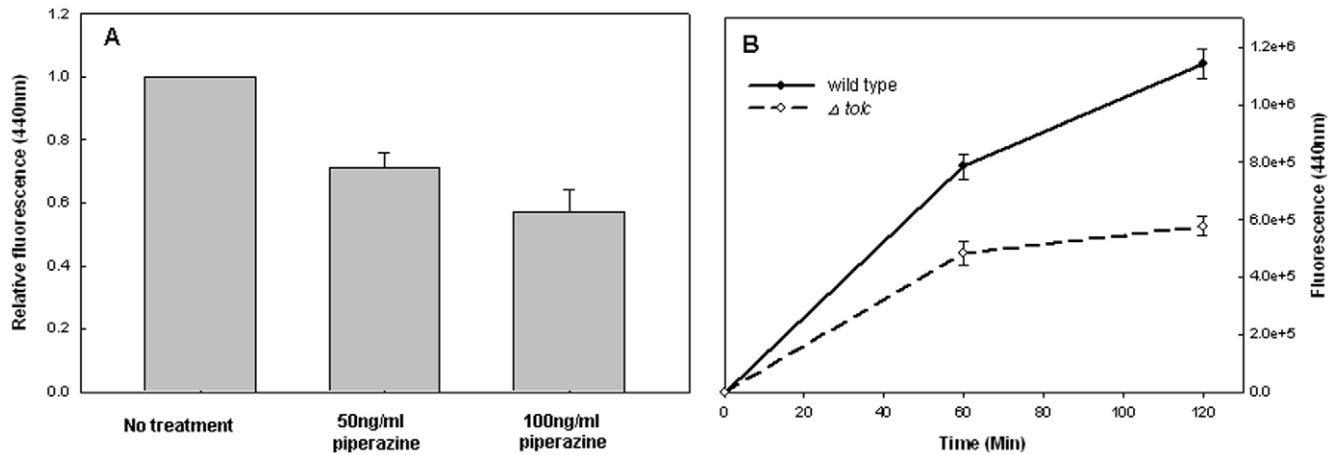 A
Relative fluorescence (440nm)
1.2
1.0
0.8
0.6
0.4
0.2
0.0
No treatment
50ng/ml
piperazine
100ng/ml
piperazine
B
wild type
Δ tolc
1.2e+6
1.0e+6
8.0e+5
6.0e+5
4.0e+5
2.0e+5
0.0
Fluorescence (440nm)
0
20
40
60
80
100
120
Time (Min)